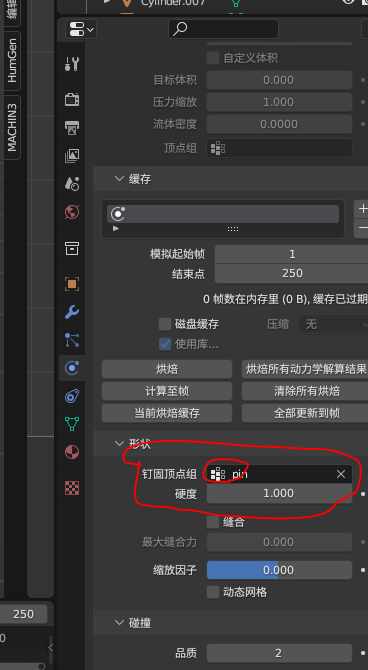 编辑
Cylinder.007
HumGen
MACHIN3
自定义体积
目标体积 0.000
压力缩放 1.000
流体密度 0.0000
顶点组
缓存
模拟起始帧 1
结束点 250
0 帧数在内存里 (0 B), 缓存已过期
磁盘缓存 压缩 无
使用库...
烘焙 烘焙所有动力学解算结果
计算至帧 清除所有烘焙
当前烘焙缓存 全部更新到帧
形状
钉固顶点组 pin
硬度 1.000
缝合
最大缝合力 0.000
缩放因子 0.000
动态网格
250
碰撞
0
品质 2